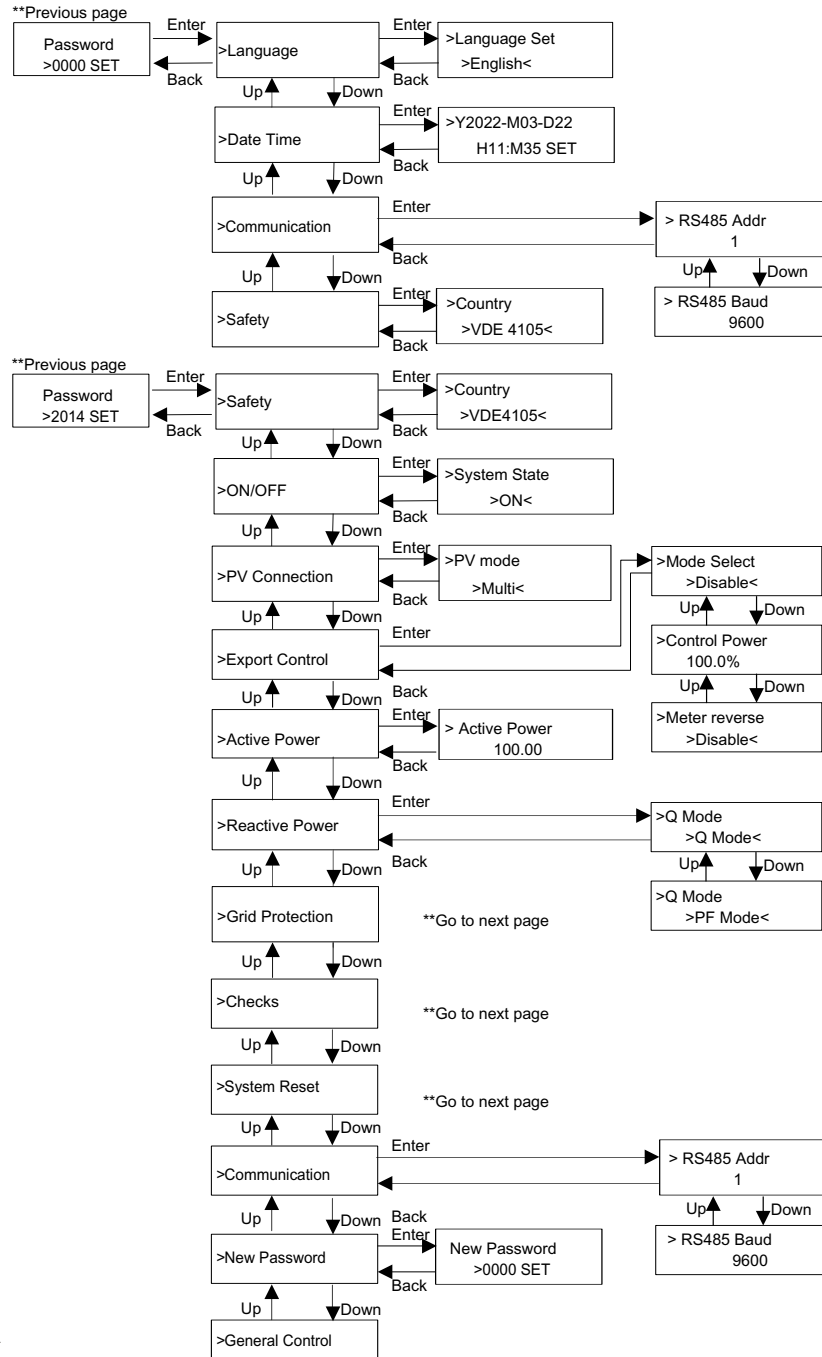 **Previous page
Password
>0000 SET
Enter
Back
>Language
Enter
Back
>Language Set
>English<
Up
Down
>Date Time
Enter
Back
>Y2022-M03-D22
H11:M35 SET
Up
Down
>Communication
Enter
Back
> RS485 Addr
1
Up
Down
> RS485 Baud
9600
Up
Down
>Safety
Enter
Back
>Country
>VDE 4105<
**Previous page
Password
>2014 SET
Enter
Back
>Safety
Enter
Back
>Country
>VDE4105<
Up
Down
>ON/OFF
Enter
Back
>System State
>ON<
Up
Down
>PV Connection
Enter
Back
>PV mode
>Multi<
Up
Down
>Export Control
Enter
Back
>Mode Select
>Disable<
Up
Down
>Control Power
100.0%
Up
Down
>Meter reverse
>Disable<
Up
Down
>Active Power
Enter
Back
> Active Power
100.00
Up
Down
>Reactive Power
Enter
Back
>Q Mode
>Q Mode<
Up
Down
>Q Mode
>PF Mode<
Up
Down
>Grid Protection
**Go to next page
Up
Down
>Checks
**Go to next page
Up
Down
>System Reset
**Go to next page
Up
Down
>Communication
Enter
Back
> RS485 Addr
1
Up
Down
> RS485 Baud
9600
Up
Down
>New Password
Enter
Back
New Password
>0000 SET
Up
Down
>General Control